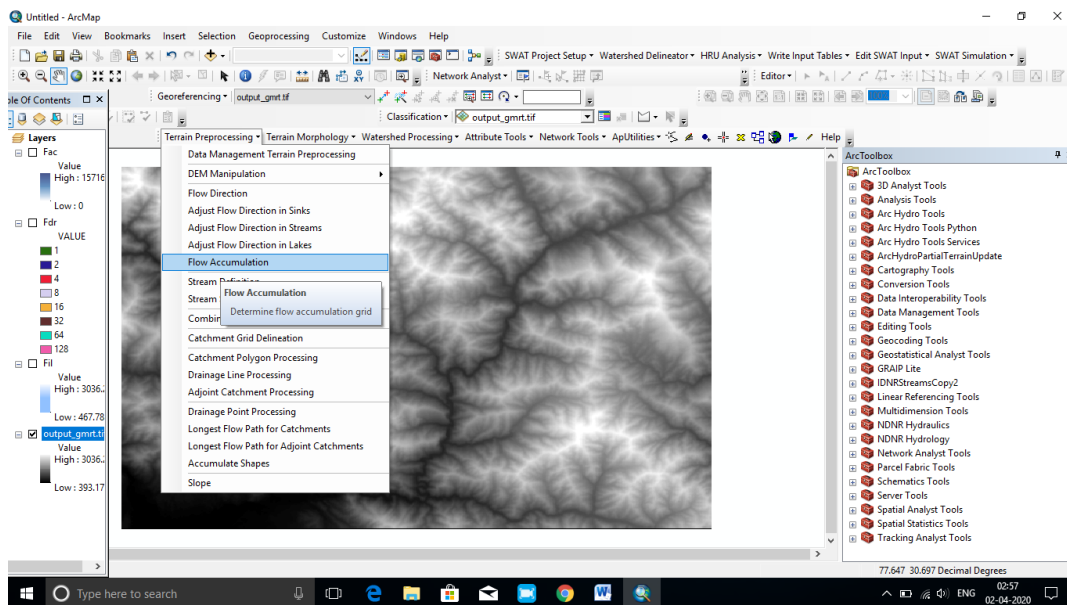 Untitled - ArcMap
File Edit View Bookmarks Insert Selection Geoprocessing Customize Windows Help
SWAT Project Setup Watershed Delineator HRU Analysis Write Input Tables Edit SWAT Input SWAT Simulation
Network Analyst Editor
ble Of Contents
Georeferencing output_gmrt.tif
Classification output_gmrt.tif
Terrain Preprocessing Terrain Morphology Watershed Processing Attribute Tools Network Tools ApUtilities Help
Layers
Fac
Value
High : 15716
Low : 0
Fdr
VALUE
1
2
4
8
16
32
64
128
Fil
Value
High : 3036.
Low : 467.78
output_gmrt.ti
Value
High : 3036.
Low : 393.17
Data Management Terrain Preprocessing
DEM Manipulation
Flow Direction
Adjust Flow Direction in Sinks
Adjust Flow Direction in Streams
Adjust Flow Direction in Lakes
Flow Accumulation
Stream Definition
Stream
Combin
Flow Accumulation
Determine flow accumulation grid
Catchment Grid Delineation
Catchment Polygon Processing
Drainage Line Processing
Adjoint Catchment Processing
Drainage Point Processing
Longest Flow Path for Catchments
Longest Flow Path for Adjoint Catchments
Accumulate Shapes
Slope
ArcToolbox
ArcToolbox
3D Analyst Tools
Analysis Tools
Arc Hydro Tools
Arc Hydro Tools Python
Arc Hydro Tools Services
ArcHydroPartialTerrainUpdate
Cartography Tools
Conversion Tools
Data Interoperability Tools
Data Management Tools
Editing Tools
Geocoding Tools
Geostatistical Analyst Tools
GRAIP Lite
IDNRStreamsCopy2
Linear Referencing Tools
Multidimension Tools
NDNR Hydraulics
NDNR Hydrology
Network Analyst Tools
Parcel Fabric Tools
Schematics Tools
Server Tools
Spatial Analyst Tools
Spatial Statistics Tools
Tracking Analyst Tools
77.647 30.697 Decimal Degrees
Type here to search
ENG
02:57
02-04-2020